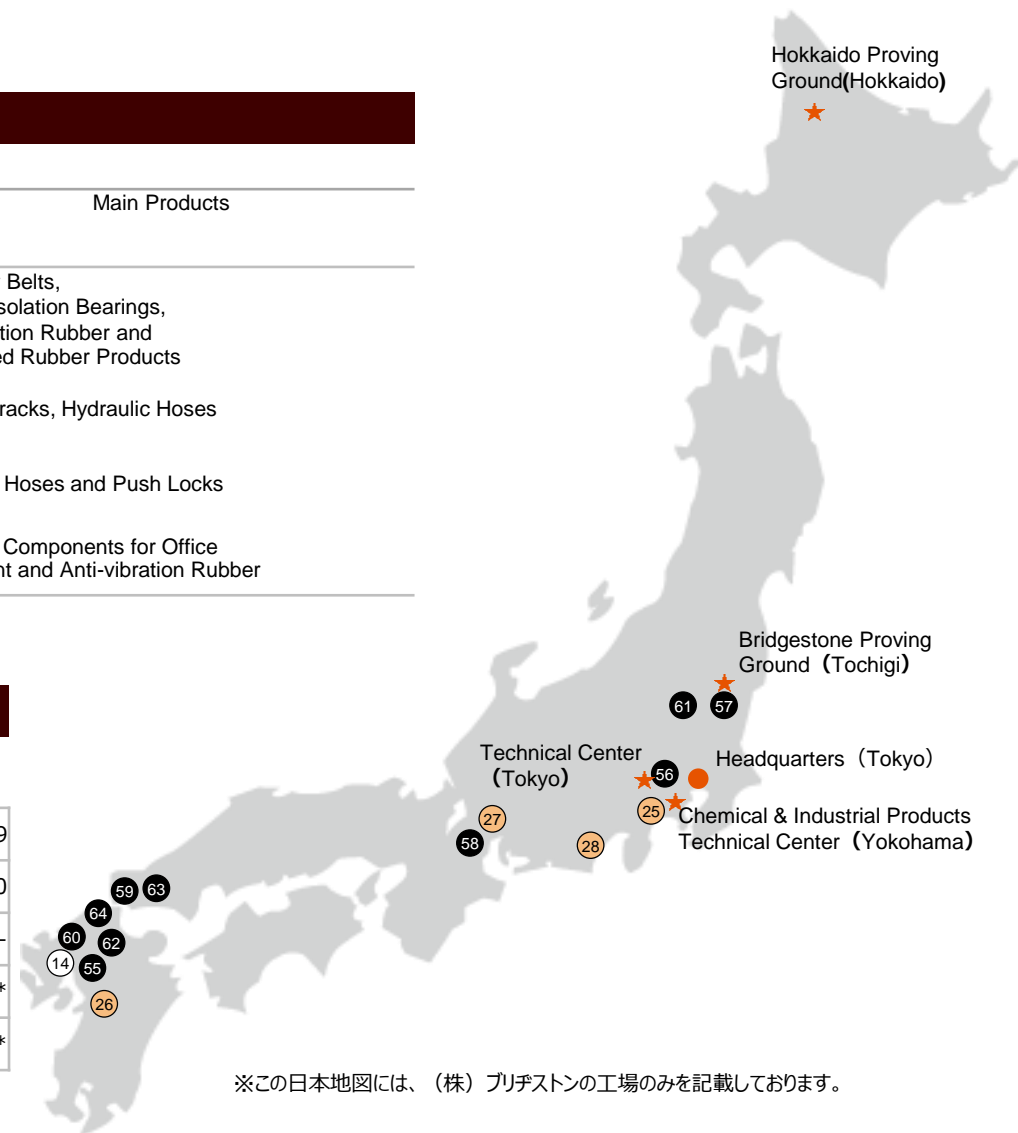 Hokkaido Proving
Ground(Hokkaido)
Main Products
Belts,
solation Bearings,
tion Rubber and
ed Rubber Products
racks, Hydraulic Hoses
Hoses and Push Locks
Components for Office
nt and Anti-vibration Rubber
Bridgestone Proving
Ground（Tochigi）
61
57
Technical Center
（Tokyo）
56
Headquarters（Tokyo）
25
Chemical & Industrial Products
Technical Center（Yokohama）
27
58
28
9
0
-
*
*
59
63
64
60
62
14
55
26
※この日本地図には、（株）ブリヂストンの工場のみを記載しております。